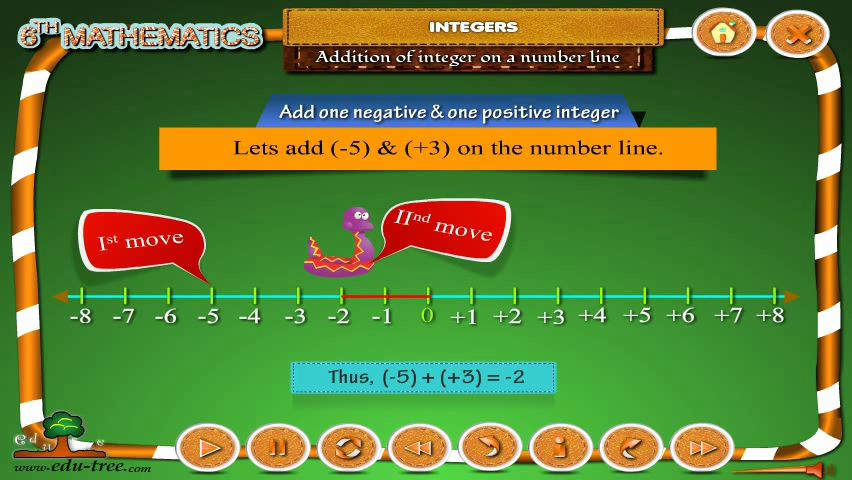 6TH MATHEMATICS
INTEGERS
Addition of integer on a number line
Add one negative & one positive integer
Lets add (-5) & (+3) on the number line.
Ist move
IInd move
-8 -7 -6 -5 -4 -3 -2 -1 0 +1 +2 +3 +4 +5 +6 +7 +8
Thus, (-5) + (+3) = -2
www.edu-tree.com